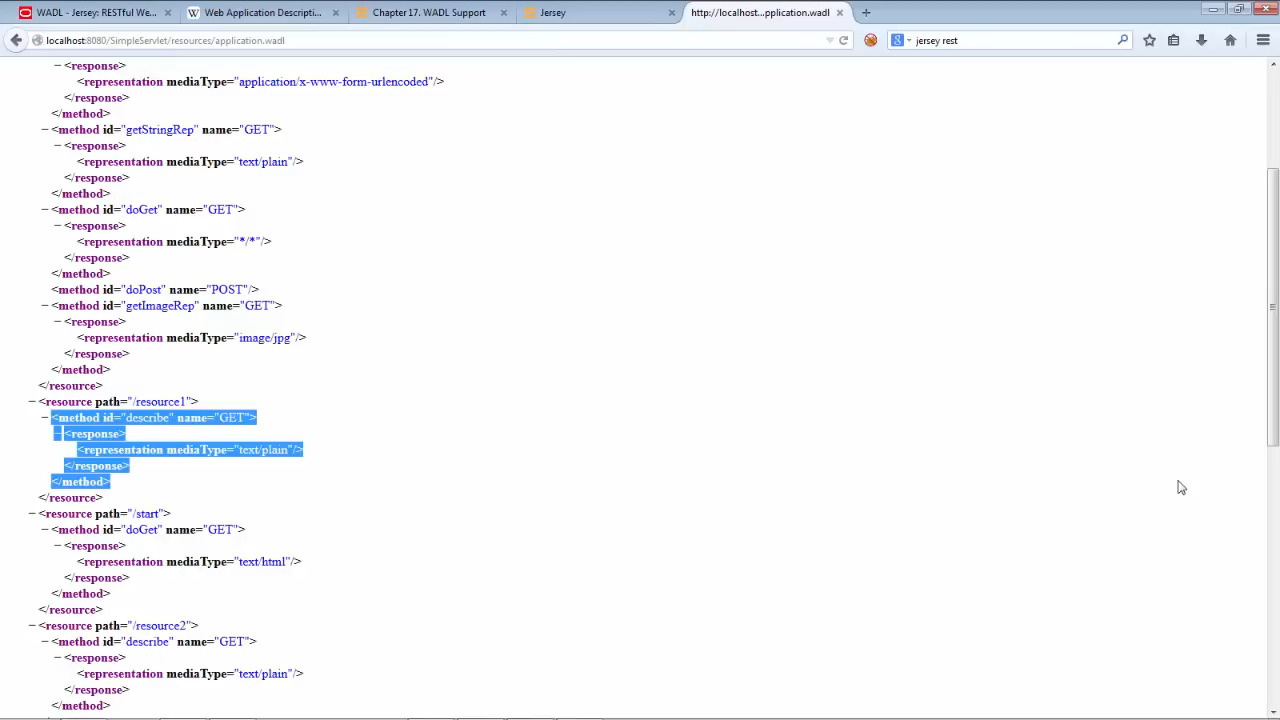 WADL - Jersey: RESTful We...
Web Application Descripti...
Chapter 17. WADL Support
Jersey
http://localhost...pplication.wadl
localhost:8080/SimpleServlet/resources/application.wadl
jersey rest
– <response>
<representation mediaType="application/x-www-form-urlencoded"/>
</response>
</method>
– <method id="getStringRep" name="GET">
– <response>
<representation mediaType="text/plain"/>
</response>
</method>
– <method id="doGet" name="GET">
– <response>
<representation mediaType="*/*"/>
</response>
</method>
<method id="doPost" name="POST"/>
– <method id="getImageRep" name="GET">
– <response>
<representation mediaType="image/jpg"/>
</response>
</method>
</resource>
– <resource path="/resource1">
– <method id="describe" name="GET">
– <response>
<representation mediaType="text/plain"/>
</response>
</method>
</resource>
– <resource path="/start">
– <method id="doGet" name="GET">
– <response>
<representation mediaType="text/html"/>
</response>
</method>
</resource>
– <resource path="/resource2">
– <method id="describe" name="GET">
– <response>
<representation mediaType="text/plain"/>
</response>
</method>